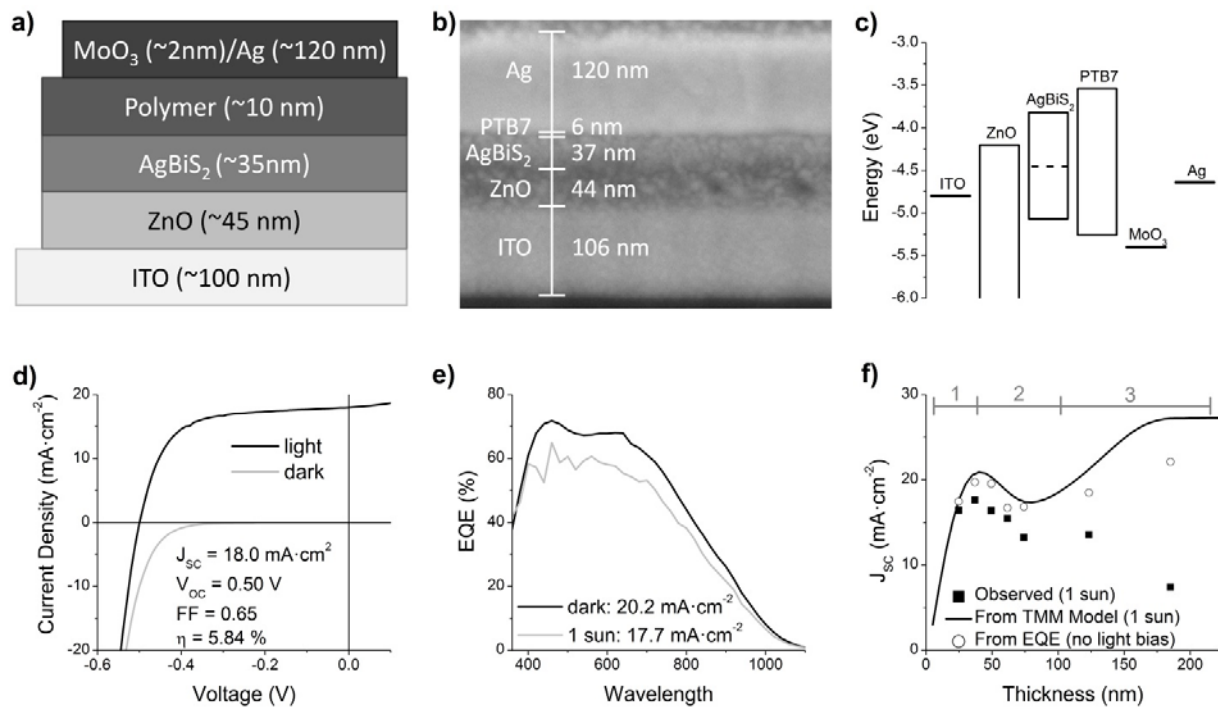 a)
MoO₃ (~2nm)/Ag (~120 nm)
Polymer (~10 nm)
AgBiS₂ (~35nm)
ZnO (~45 nm)
ITO (~100 nm)
b)
Ag 120 nm
PTB7 6 nm
AgBiS₂ 37 nm
ZnO 44 nm
ITO 106 nm
c)
-3.0
-3.5
-4.0
-4.5
-5.0
-5.5
-6.0
Energy (eV)
ITO
ZnO
AgBiS₂
PTB7
MoO₃
Ag
d)
20
10
0
-10
-20
Current Density (mA·cm⁻²)
light
dark
J_SC = 18.0 mA·cm²
V_OC = 0.50 V
FF = 0.65
η = 5.84 %
-0.6 -0.4 -0.2 0.0
Voltage (V)
e)
80
60
40
20
0
EQE (%)
dark: 20.2 mA·cm⁻²
1 sun: 17.7 mA·cm⁻²
400 600 800 1000
Wavelength
f)
30
20
10
0
J_SC (mA·cm⁻²)
1 2 3
Observed (1 sun)
From TMM Model (1 sun)
From EQE (no light bias)
0 50 100 150 200
Thickness (nm)